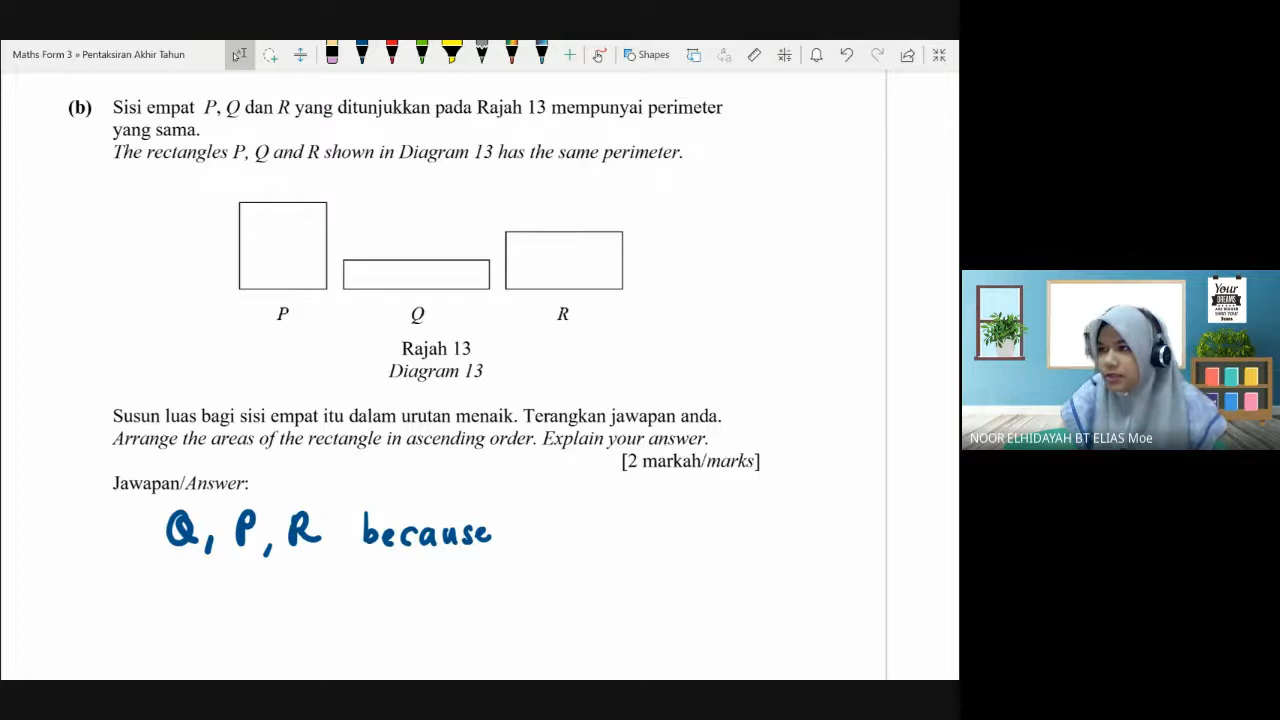 Maths Form 3 » Pentaksiran Akhir Tahun
Shapes
(b) Sisi empat P, Q dan R yang ditunjukkan pada Rajah 13 mempunyai perimeter
yang sama.
The rectangles P, Q and R shown in Diagram 13 has the same perimeter.
P Q R
Rajah 13
Diagram 13
Susun luas bagi sisi empat itu dalam urutan menaik. Terangkan jawapan anda.
Arrange the areas of the rectangle in ascending order. Explain your answer.
[2 markah/marks]
Jawapan/Answer:
Q, P, R because
Your
DREAMS
NOOR ELHIDAYAH BT ELIAS Moe